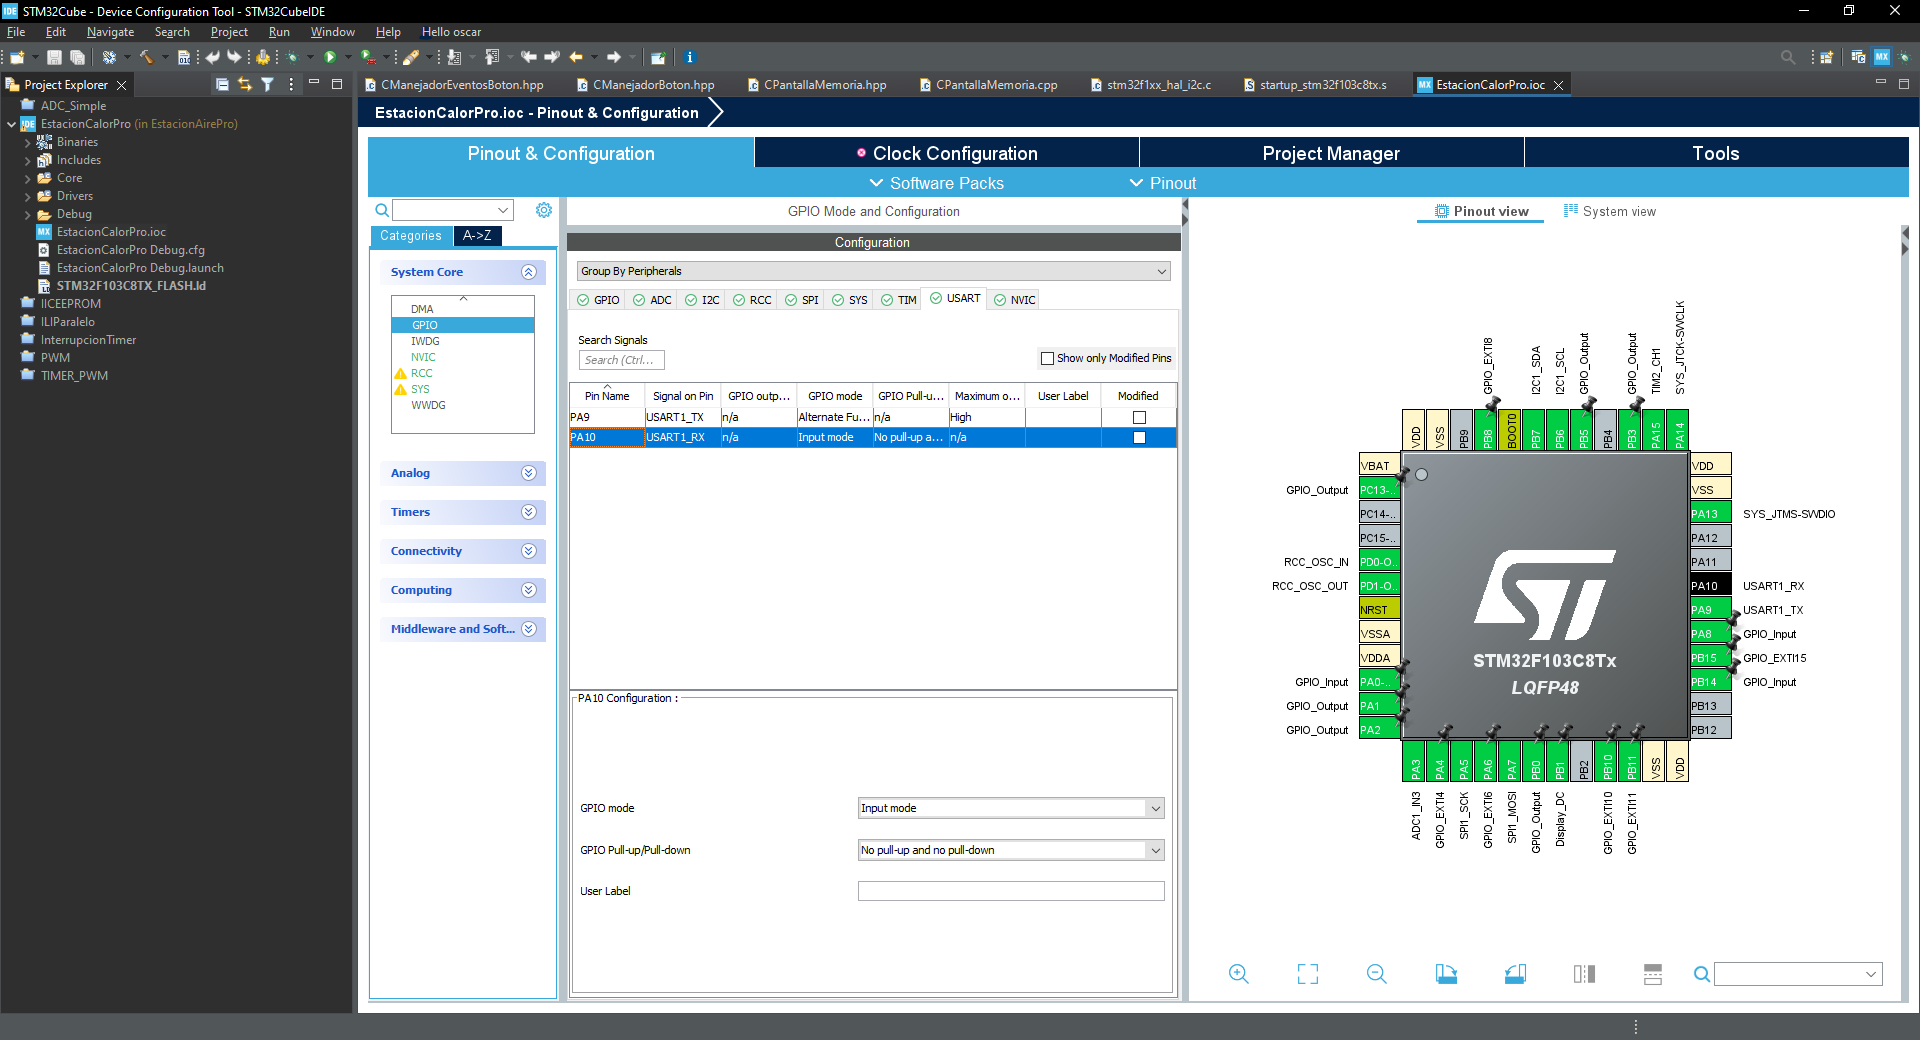 STM32Cube - Device Configuration Tool - STM32CubeIDE
File Edit Navigate Search Project Run Window Help Hello oscar
Project Explorer
CManejadorEventosBoton.hpp
CManejadorBoton.hpp
CPantallaMemoria.hpp
CPantallaMemoria.cpp
stm32f1xx_hal_i2c.c
startup_stm32f103c8tx.s
EstacionCalorPro.ioc
ADC_Simple
EstacionCalorPro (in EstacionAirePro)
Binaries
Includes
Core
Drivers
Debug
EstacionCalorPro.ioc
EstacionCalorPro Debug.cfg
EstacionCalorPro Debug.launch
STM32F103C8TX_FLASH.ld
IICEEPROM
ILIParalelo
InterrupcionTimer
PWM
TIMER_PWM
EstacionCalorPro.ioc - Pinout & Configuration
Pinout & Configuration
Clock Configuration
Project Manager
Tools
Software Packs
Pinout
Categories
A->Z
System Core
DMA
GPIO
IWDG
NVIC
RCC
SYS
WWDG
Analog
Timers
Connectivity
Computing
Middleware and Soft...
GPIO Mode and Configuration
Configuration
Group By Peripherals
GPIO ADC I2C RCC SPI SYS TIM USART NVIC
Search Signals
Search (Ctrl...
Show only Modified Pins
Pin Name Signal on Pin GPIO outp... GPIO mode GPIO Pull-u... Maximum o... User Label Modified
PA9 USART1_TX n/a Alternate Fu... n/a High
PA10 USART1_RX n/a Input mode No pull-up a... n/a
PA10 Configuration :
GPIO mode Input mode
GPIO Pull-up/Pull-down No pull-up and no pull-down
User Label
Pinout view
System view
GPIO_EXTI8
I2C1_SDA
I2C1_SCL
GPIO_Output
GPIO_Output
TIM2_CH1
SYS_JTCK-SWCLK
VDD
VSS
PB9
PB8
BOOT0
PB7
PB6
PB5
PB4
PB3
PA15
PA14
VBAT
GPIO_Output PC13-..
PC14-..
PC15-..
RCC_OSC_IN PD0-O..
RCC_OSC_OUT PD1-O..
NRST
VSSA
VDDA
GPIO_Input PA0-..
GPIO_Output PA1
GPIO_Output PA2
STM32F103C8Tx
LQFP48
VDD
VSS
PA13 SYS_JTMS-SWDIO
PA12
PA11
PA10 USART1_RX
PA9 USART1_TX
PA8 GPIO_Input
PB15 GPIO_EXTI15
PB14 GPIO_Input
PB13
PB12
PA3
PA4
PA5
PA6
PA7
PB0
PB1
PB2
PB10
PB11
VSS
VDD
ADC1_IN3
GPIO_EXTI4
SPI1_SCK
GPIO_EXTI6
SPI1_MOSI
GPIO_Output
Display_DC
GPIO_EXTI10
GPIO_EXTI11